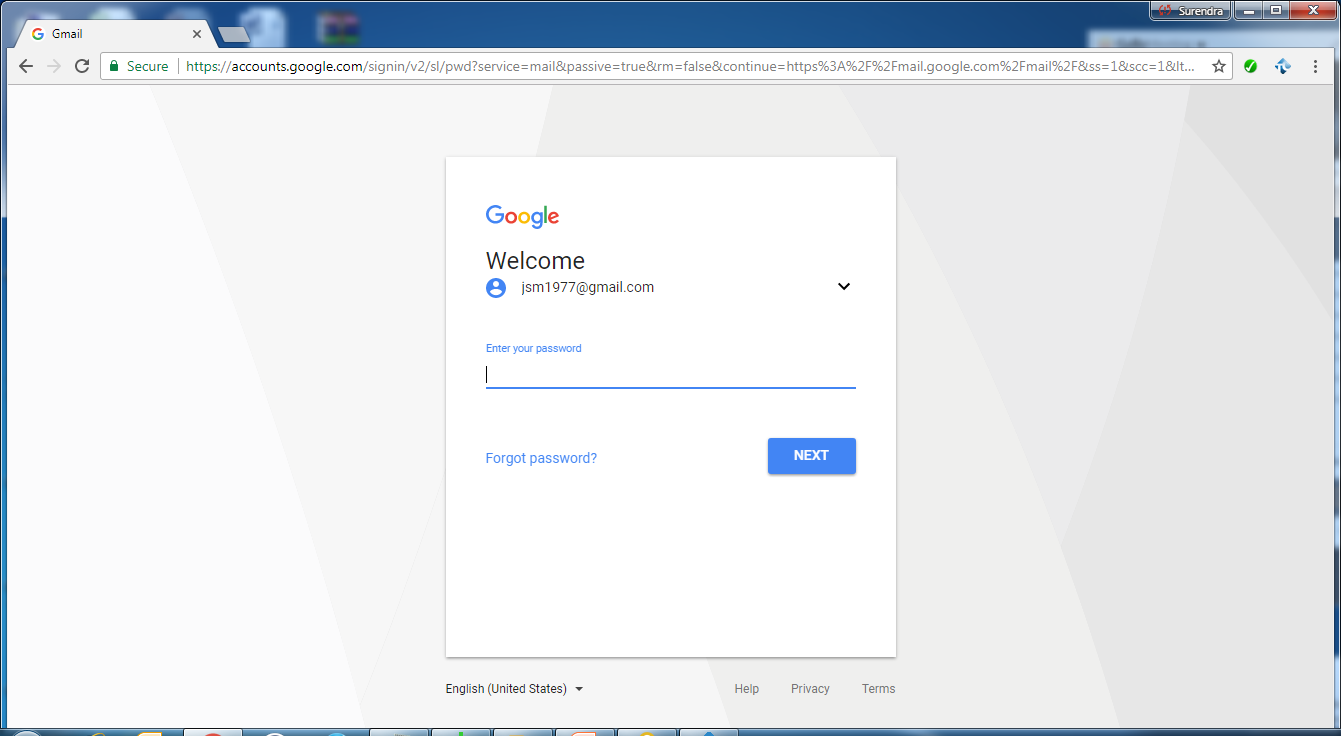 Surendra
Gmail
Secure https://accounts.google.com/signin/v2/sl/pwd?service=mail&passive=true&rm=false&continue=https%3A%2F%2Fmail.google.com%2Fmail%2F&ss=1&scc=1&lt...
Google
Welcome
jsm1977@gmail.com
Enter your password
Forgot password? NEXT
English (United States) Help Privacy Terms